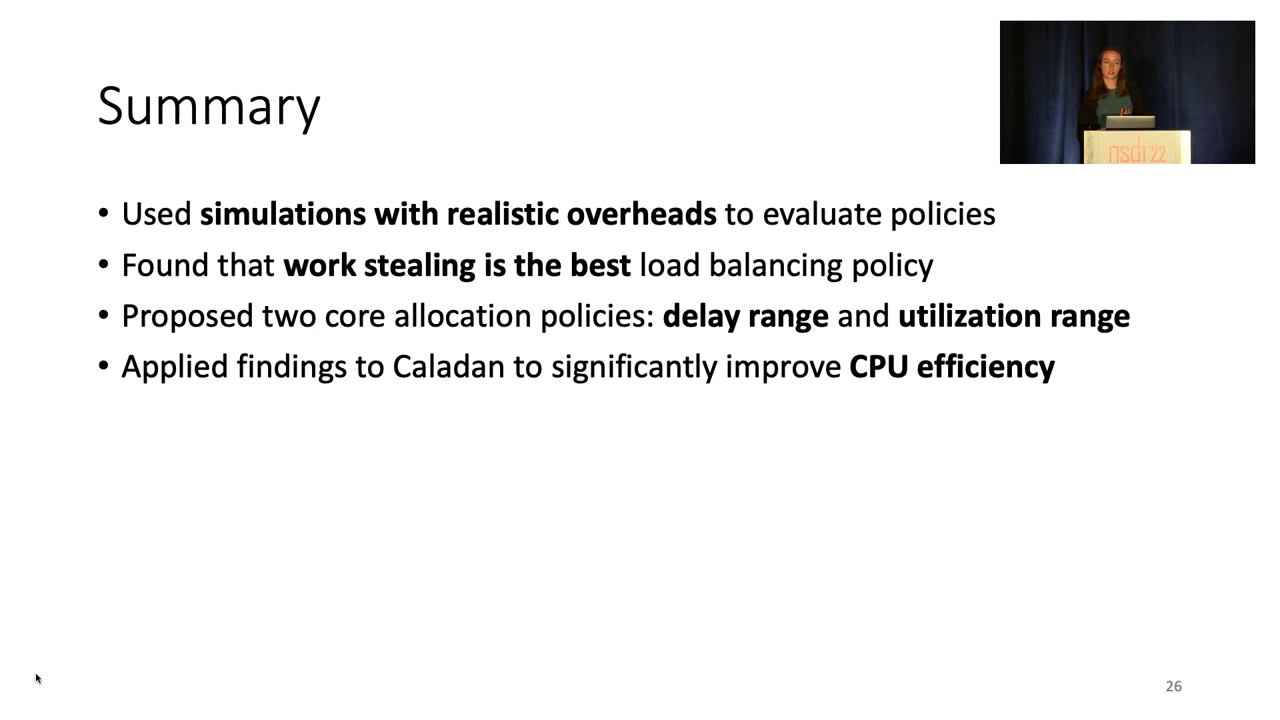 Summary
nsdi '22
• Used simulations with realistic overheads to evaluate policies
• Found that work stealing is the best load balancing policy
• Proposed two core allocation policies: delay range and utilization range
• Applied findings to Caladan to significantly improve CPU efficiency
26